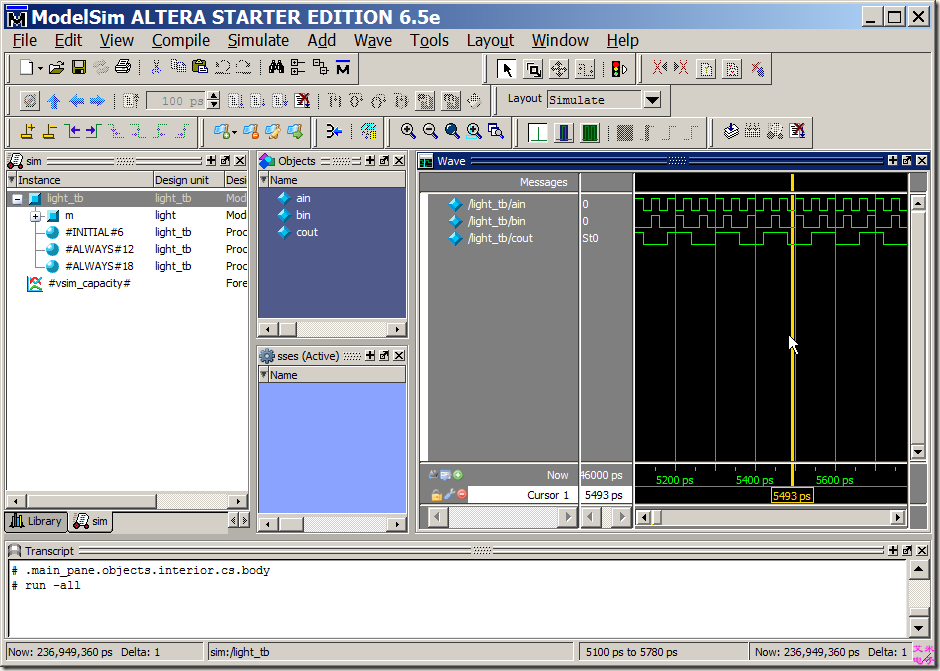 ModelSim ALTERA STARTER EDITION 6.5e
File Edit View Compile Simulate Add Wave Tools Layout Window Help
100 ps
Layout Simulate
sim
Instance Design unit Desi
light_tb light_tb Mod
m light Mod
#INITIAL#6 light_tb Proc
#ALWAYS#12 light_tb Proc
#ALWAYS#18 light_tb Proc
#vsim_capacity# Fore
Library sim
Objects
Name
ain
bin
cout
sses (Active)
Name
Wave
Messages
/light_tb/ain 0
/light_tb/bin 0
/light_tb/cout St0
Now 46000 ps
5200 ps 5400 ps 5600 ps
Cursor 1 5493 ps
5493 ps
Transcript
# .main_pane.objects.interior.cs.body
# run -all
Now: 236,949,360 ps Delta: 1 sim:/light_tb 5100 ps to 5780 ps Now: 236,949,360 ps Delta: 1